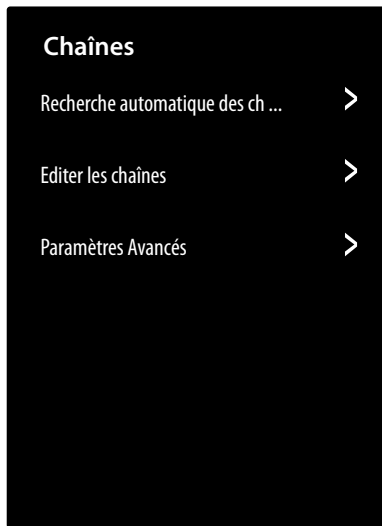 Chaînes
Recherche automatique des ch ...
Editer les chaînes
Paramètres Avancés